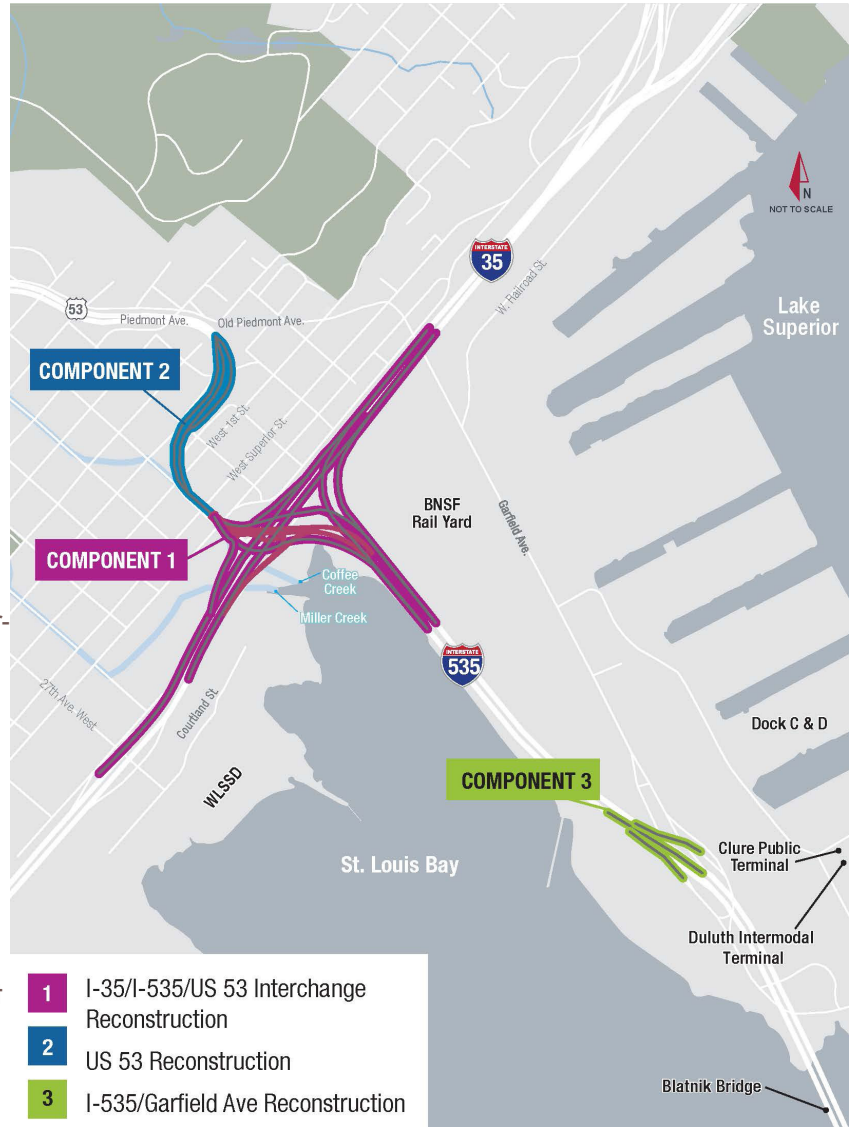 N
NOT TO SCALE
INTERSTATE
35
W. Railroad St.
Lake
Superior
53
Piedmont Ave.
Old Piedmont Ave.
COMPONENT 2
West 1st St.
West Superior St.
BNSF
Rail Yard
Garfield Ave.
COMPONENT 1
Coffee
Creek
Miller Creek
INTERSTATE
535
27th Ave. West
Courtland St.
Dock C & D
WLSSD
COMPONENT 3
St. Louis Bay
Clure Public
Terminal
Duluth Intermodal
Terminal
1
I-35/I-535/US 53 Interchange
Reconstruction
2
US 53 Reconstruction
3
I-535/Garfield Ave Reconstruction
Blatnik Bridge